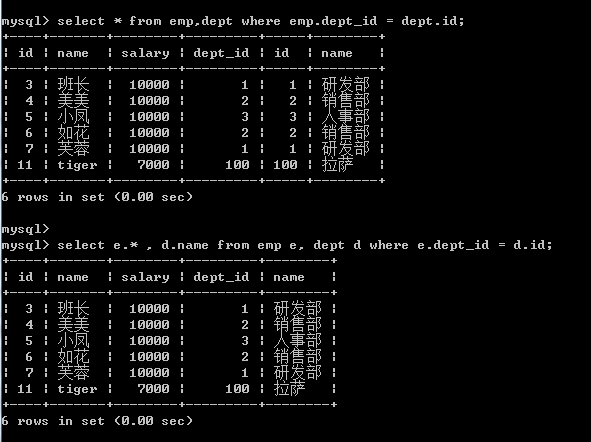 mysql> select * from emp,dept where emp.dept_id = dept.id;
+----+-------+--------+---------+-----+--------+
| id | name  | salary | dept_id | id  | name   |
+----+-------+--------+---------+-----+--------+
|  3 | 班长  |  10000 |       1 |   1 | 研发部 |
|  4 | 美美  |  10000 |       2 |   2 | 销售部 |
|  5 | 小凤  |  10000 |       3 |   3 | 人事部 |
|  6 | 如花  |  10000 |       2 |   2 | 销售部 |
|  7 | 芙蓉  |  10000 |       1 |   1 | 研发部 |
| 11 | tiger |   7000 |     100 | 100 | 拉萨   |
+----+-------+--------+---------+-----+--------+
6 rows in set (0.00 sec)
mysql>
mysql> select e.* , d.name from emp e, dept d where e.dept_id = d.id;
+----+-------+--------+---------+--------+
| id | name  | salary | dept_id | name   |
+----+-------+--------+---------+--------+
|  3 | 班长  |  10000 |       1 | 研发部 |
|  4 | 美美  |  10000 |       2 | 销售部 |
|  5 | 小凤  |  10000 |       3 | 人事部 |
|  6 | 如花  |  10000 |       2 | 销售部 |
|  7 | 芙蓉  |  10000 |       1 | 研发部 |
| 11 | tiger |   7000 |     100 | 拉萨   |
+----+-------+--------+---------+--------+
6 rows in set (0.00 sec)